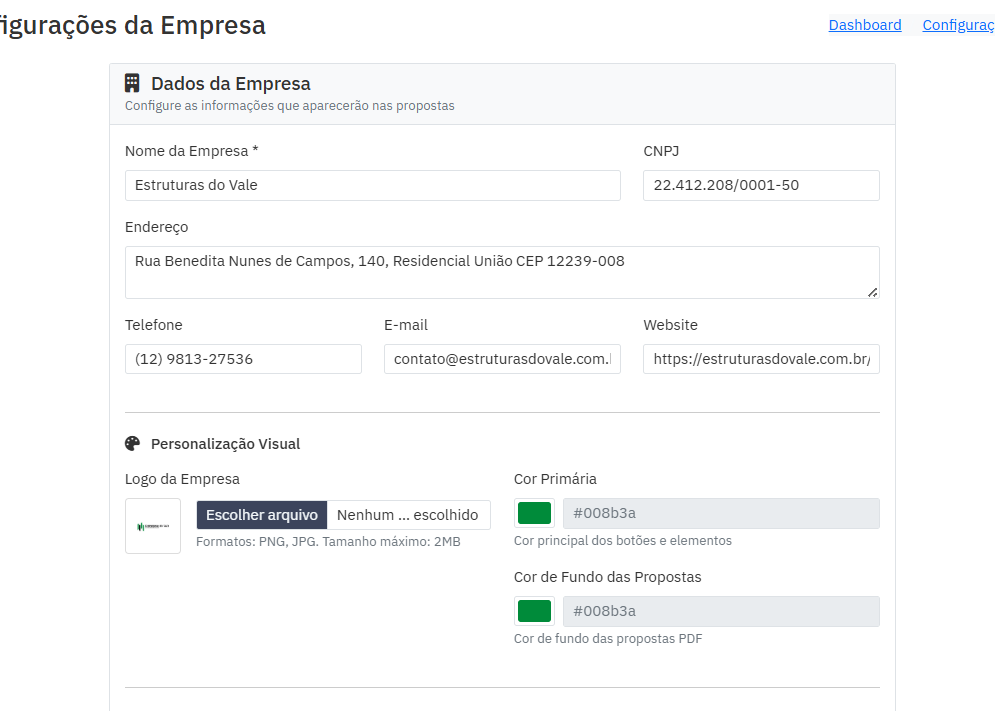 figurações da Empresa
Dashboard Configuraç
Dados da Empresa
Configure as informações que aparecerão nas propostas
Nome da Empresa *
CNPJ
Estruturas do Vale
22.412.208/0001-50
Endereço
Rua Benedita Nunes de Campos, 140, Residencial União CEP 12239-008
Telefone
E-mail
Website
(12) 9813-27536
contato@estruturasdovale.com.
https://estruturasdovale.com.br/
Personalização Visual
Logo da Empresa
Cor Primária
Escolher arquivo Nenhum ... escolhido
#008b3a
Formatos: PNG, JPG. Tamanho máximo: 2MB
Cor principal dos botões e elementos
Cor de Fundo das Propostas
#008b3a
Cor de fundo das propostas PDF